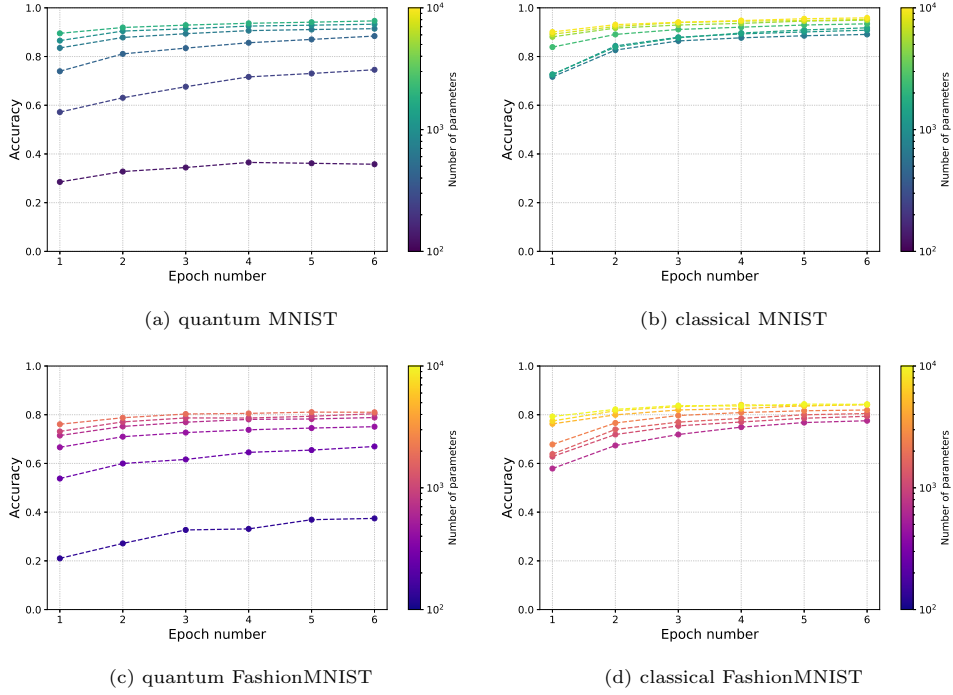 1.0
0.8
0.6
0.4
0.2
0.0
Accuracy
1 2 3 4 5 6
Epoch number
10^4
10^3
10^2
Number of parameters
(a) quantum MNIST
1.0
0.8
0.6
0.4
0.2
0.0
Accuracy
1 2 3 4 5 6
Epoch number
10^4
10^3
10^2
Number of parameters
(b) classical MNIST
1.0
0.8
0.6
0.4
0.2
0.0
Accuracy
1 2 3 4 5 6
Epoch number
10^4
10^3
10^2
Number of parameters
(c) quantum FashionMNIST
1.0
0.8
0.6
0.4
0.2
0.0
Accuracy
1 2 3 4 5 6
Epoch number
10^4
10^3
10^2
Number of parameters
(d) classical FashionMNIST